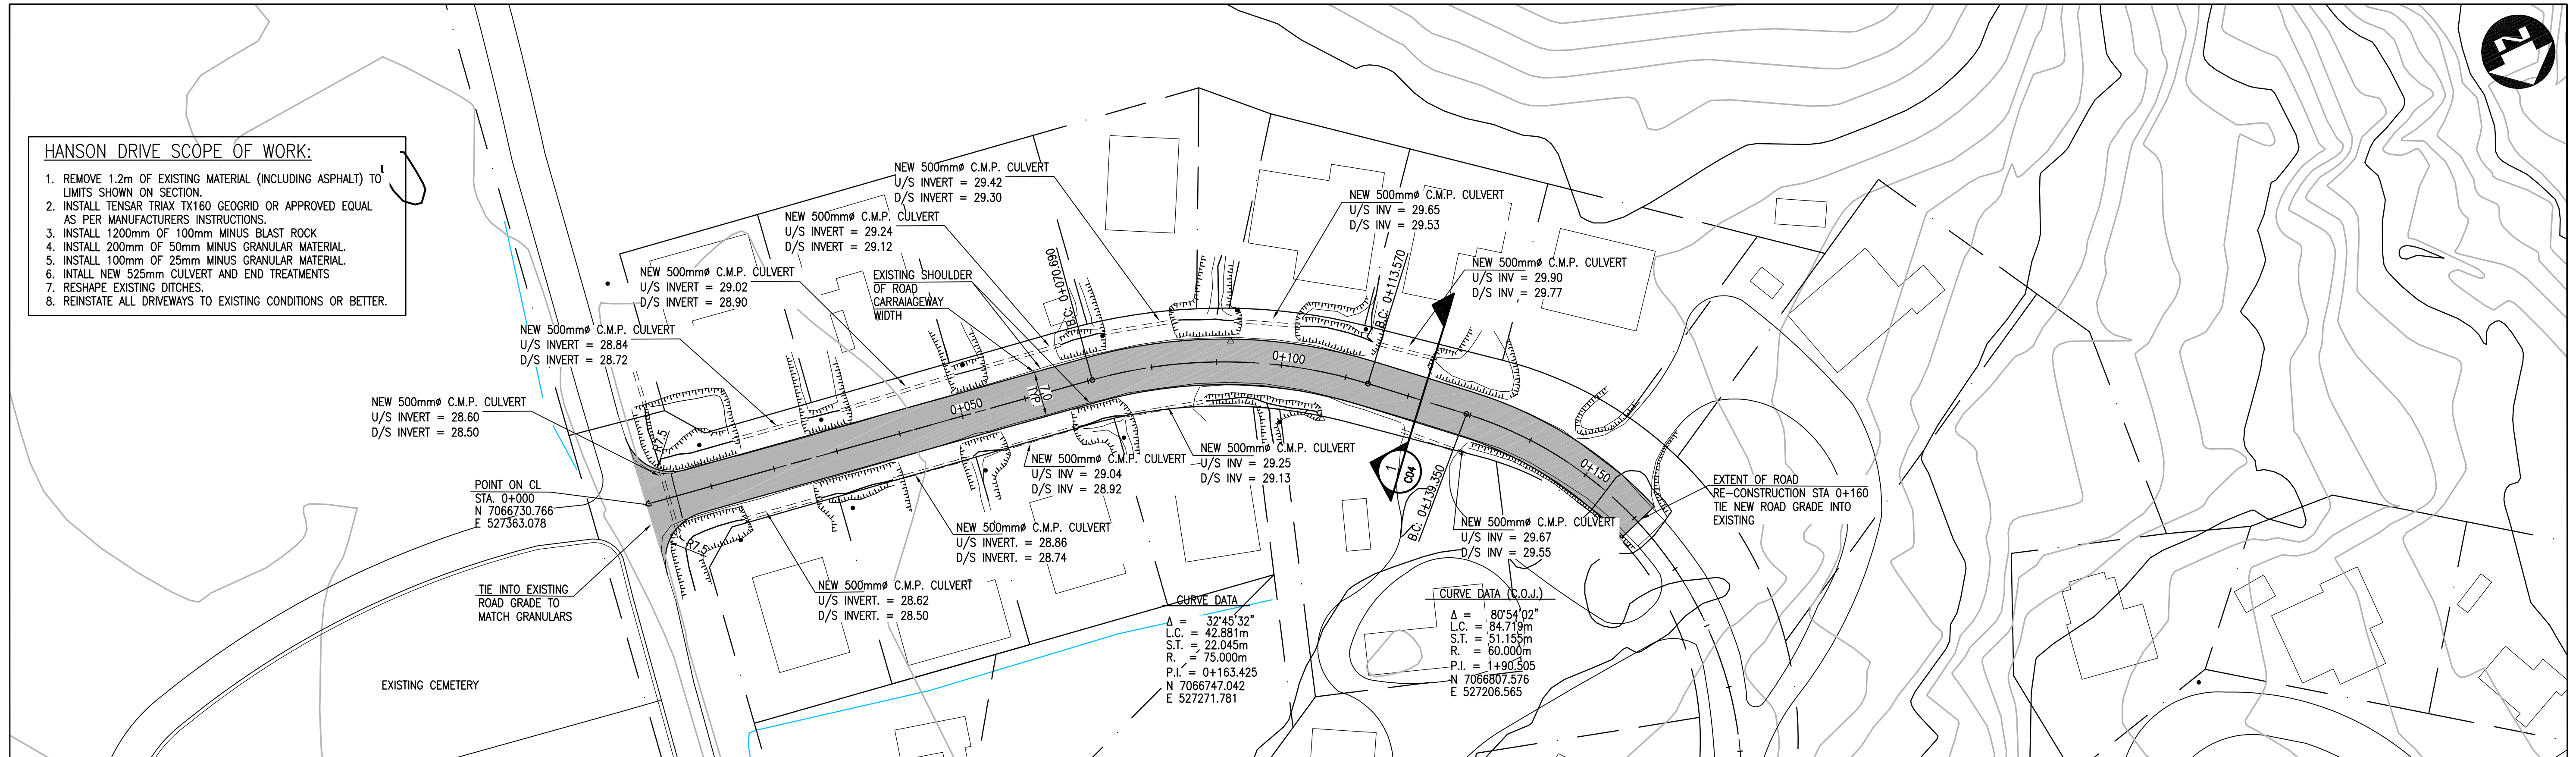 HANSON DRIVE SCOPE OF WORK:
1. REMOVE 1.2m OF EXISTING MATERIAL (INCLUDING ASPHALT) TO
LIMITS SHOWN ON SECTION.
2. INSTALL TENSAR TRIAX TX160 GEOGRID OR APPROVED EQUAL
AS PER MANUFACTURERS INSTRUCTIONS.
3. INSTALL 1200mm OF 100mm MINUS BLAST ROCK
4. INSTALL 200mm OF 50mm MINUS GRANULAR MATERIAL.
5. INSTALL 100mm OF 25mm MINUS GRANULAR MATERIAL.
6. INTALL NEW 525mm CULVERT AND END TREATMENTS
7. RESHAPE EXISTING DITCHES.
8. REINSTATE ALL DRIVEWAYS TO EXISTING CONDITIONS OR BETTER.
N
NEW 500mmø C.M.P. CULVERT
U/S INVERT = 29.42
D/S INVERT = 29.30
NEW 500mmø C.M.P. CULVERT
U/S INV = 29.65
D/S INV = 29.53
NEW 500mmø C.M.P. CULVERT
U/S INVERT = 29.24
D/S INVERT = 29.12
NEW 500mmø C.M.P. CULVERT
U/S INV = 29.90
D/S INV = 29.77
NEW 500mmø C.M.P. CULVERT
U/S INVERT = 29.02
D/S INVERT = 28.90
EXISTING SHOULDER
OF ROAD
CARRAIAGEWAY
WIDTH
B.C: 0+070.690
B.C: 0+113.570
NEW 500mmø C.M.P. CULVERT
U/S INVERT = 28.84
D/S INVERT = 28.72
0+100
7.0
TYP.
0+050
NEW 500mmø C.M.P. CULVERT
U/S INVERT = 28.60
D/S INVERT = 28.50
R7.5
1
C04
B.C: 0+139.350
0+150
NEW 500mmø C.M.P. CULVERT
U/S INV = 29.25
D/S INV = 29.13
NEW 500mmø C.M.P. CULVERT
U/S INV = 29.04
D/S INV = 28.92
POINT ON CL
STA. 0+000
N 7066730.766
E 527363.078
EXTENT OF ROAD
RE-CONSTRUCTION STA 0+160
TIE NEW ROAD GRADE INTO
EXISTING
NEW 500mmø C.M.P. CULVERT
U/S INV = 29.67
D/S INV = 29.55
NEW 500mmø C.M.P. CULVERT
U/S INVERT. = 28.86
D/S INVERT. = 28.74
R7.5
NEW 500mmø C.M.P. CULVERT
U/S INVERT. = 28.62
D/S INVERT. = 28.50
TIE INTO EXISTING
ROAD GRADE TO
MATCH GRANULARS
CURVE DATA
Δ = 32°45'32"
L.C. = 42.881m
S.T. = 22.045m
R. = 75.000m
P.I. = 0+163.425
N 7066747.042
E 527271.781
CURVE DATA (C.O.J.)
Δ = 80°54'02"
L.C. = 84.719m
S.T. = 51.155m
R. = 60.000m
P.I. = 1+90.505
N 7066807.576
E 527206.565
EXISTING CEMETERY